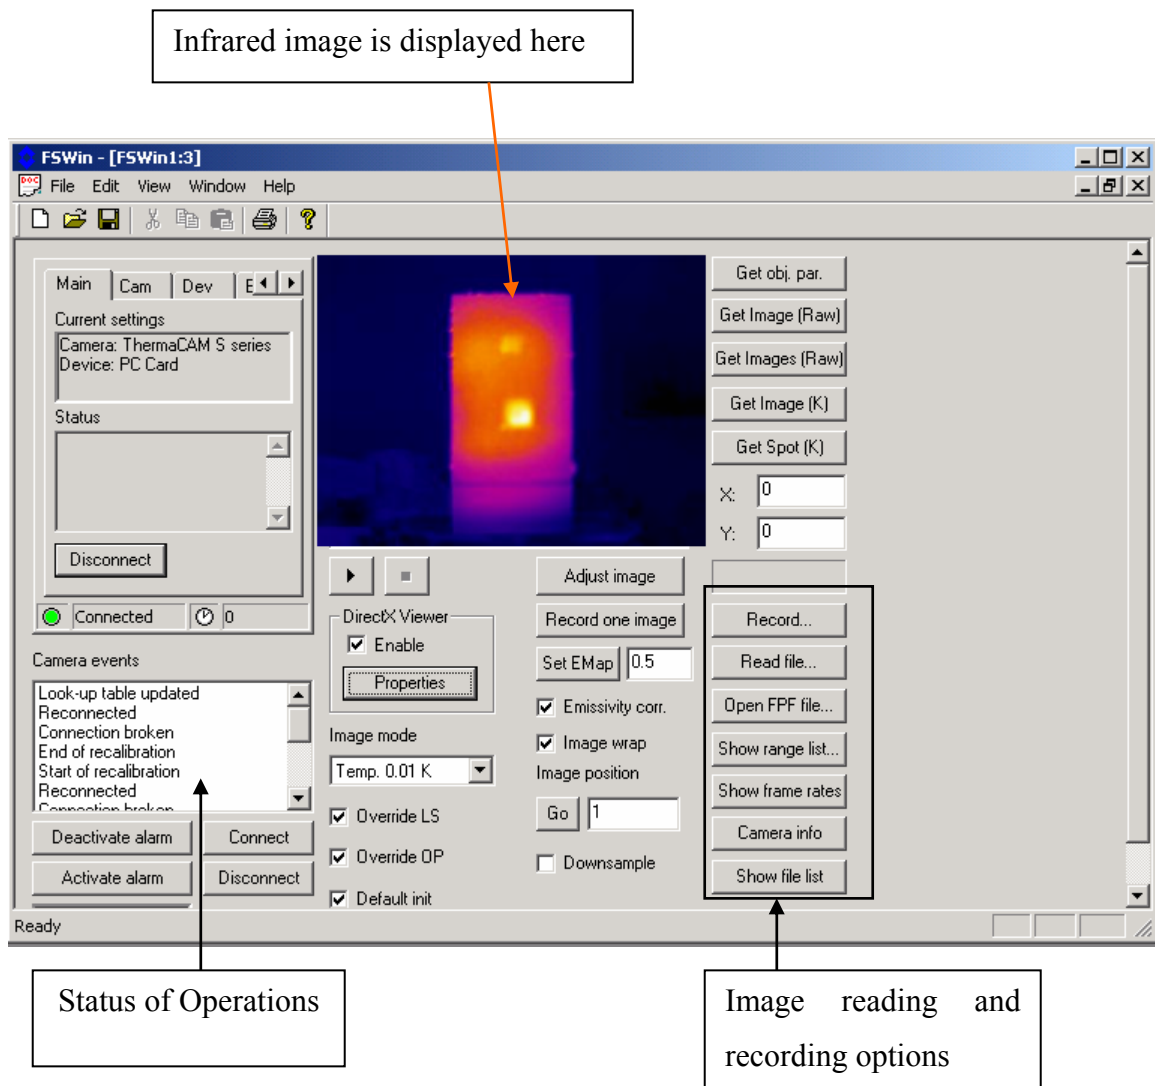 Infrared image is displayed here
FSWin - [FSWin1:3]
File Edit View Window Help
Main Cam Dev E
Current settings
Camera: ThermaCAM S series
Device: PC Card
Status
Disconnect
Connected 0
Camera events
Look-up table updated
Reconnected
Connection broken
End of recalibration
Start of recalibration
Reconnected
Connection broken
Deactivate alarm Connect
Activate alarm Disconnect
DirectX Viewer
Enable
Properties
Image mode
Temp. 0.01 K
Override LS
Override OP
Default init
Adjust image
Record one image
Set EMap 0.5
Emissivity corr.
Image wrap
Image position
Go 1
Downsample
Get obj. par.
Get Image (Raw)
Get Images (Raw)
Get Image (K)
Get Spot (K)
X: 0
Y: 0
Record...
Read file...
Open FPF file...
Show range list...
Show frame rates
Camera info
Show file list
Ready
Status of Operations
Image reading and
recording options